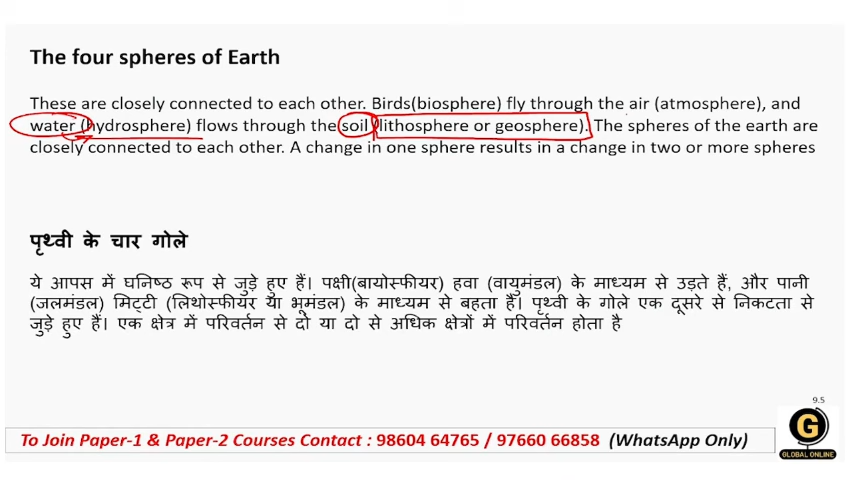 The four spheres of Earth
These are closely connected to each other. Birds(biosphere) fly through the air (atmosphere), and
water (hydrosphere) flows through the soil (lithosphere or geosphere). The spheres of the earth are
closely connected to each other. A change in one sphere results in a change in two or more spheres
पृथ्वी के चार गोले
ये आपस में घनिष्ठ रूप से जुड़े हुए हैं। पक्षी(बायोस्फीयर) हवा (वायुमंडल) के माध्यम से उड़ते हैं, और पानी
(जलमंडल) मिट्टी (लिथोस्फीयर या भूमंडल) के माध्यम से बहता है। पृथ्वी के गोले एक दूसरे से निकटता से
जुड़े हुए हैं। एक क्षेत्र में परिवर्तन से दो या दो से अधिक क्षेत्रों में परिवर्तन होता है
9.5
To Join Paper-1 & Paper-2 Courses Contact : 98604 64765 / 97660 66858 (WhatsApp Only)
G
GLOBAL ONLINE